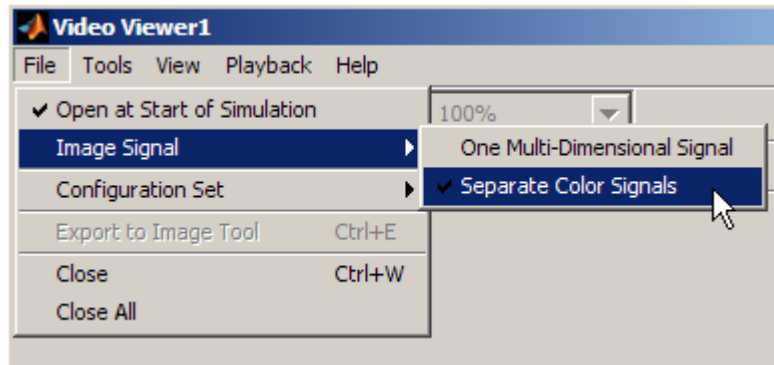 Video Viewer1
File Tools View Playback Help
✔ Open at Start of Simulation
100%
Image Signal
One Multi-Dimensional Signal
Configuration Set
✔ Separate Color Signals
Export to Image Tool Ctrl+E
Close Ctrl+W
Close All